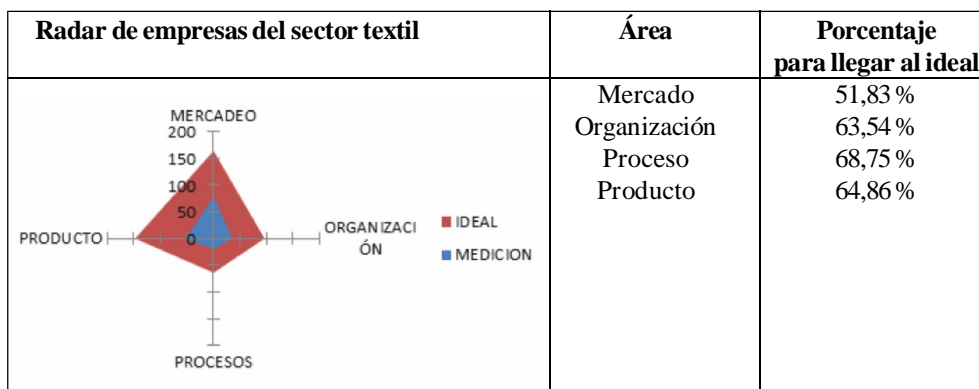 Radar de empresas del sector textil
Área
Porcentaje
para llegar al ideal
MERCADEO
200
150
100
50
0
PRODUCTO
ORGANIZACI
ÓN
PROCESOS
IDEAL
MEDICION
Mercado 51,83 %
Organización 63,54 %
Proceso 68,75 %
Producto 64,86 %